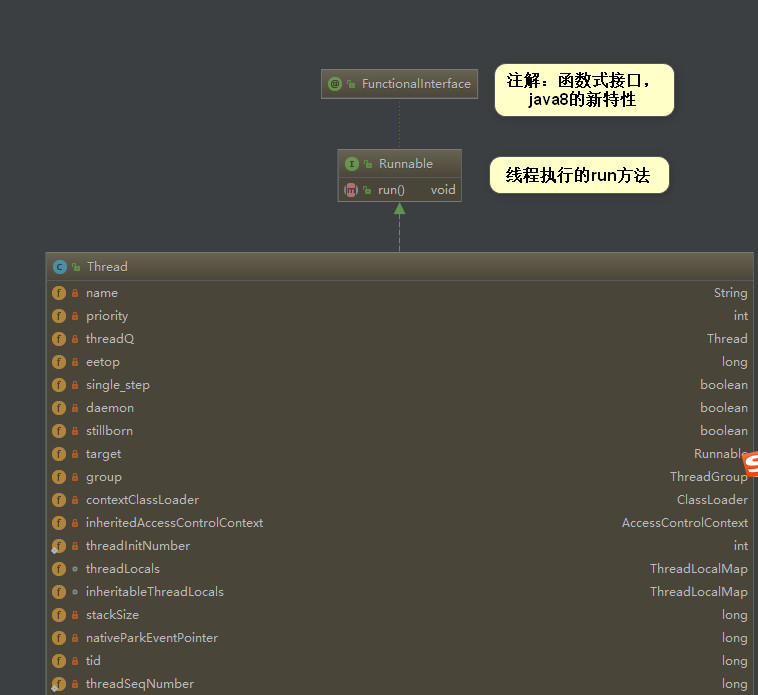 FunctionalInterface
注解：函数式接口，
java8的新特性
Runnable
run() void
线程执行的run方法
Thread
name String
priority int
threadQ Thread
eetop long
single_step boolean
daemon boolean
stillborn boolean
target Runnable
group ThreadGroup
contextClassLoader ClassLoader
inheritedAccessControlContext AccessControlContext
threadInitNumber int
threadLocals ThreadLocalMap
inheritableThreadLocals ThreadLocalMap
stackSize long
nativeParkEventPointer long
tid long
threadSeqNumber long